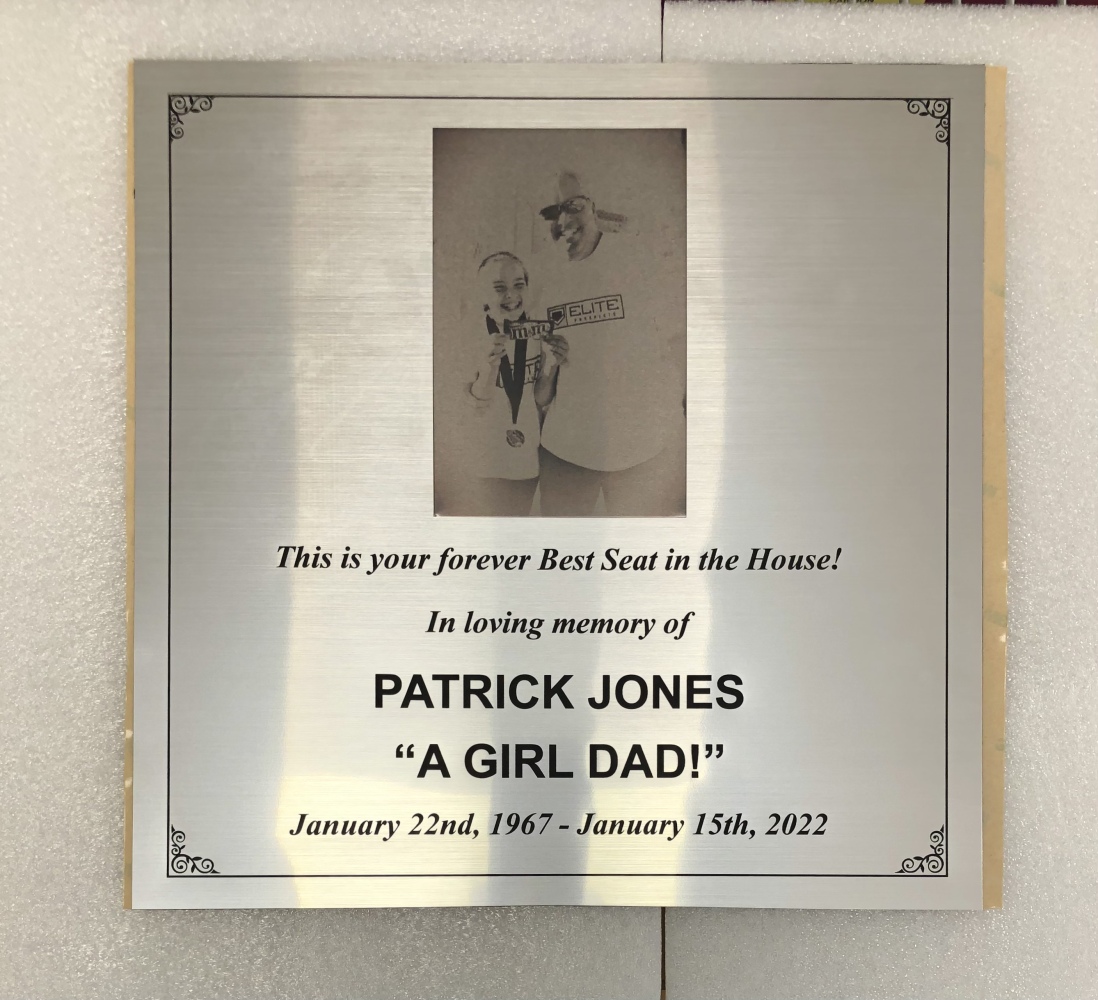 ELITE
m&m's
This is your forever Best Seat in the House!
In loving memory of
PATRICK JONES
“A GIRL DAD!”
January 22nd, 1967 - January 15th, 2022